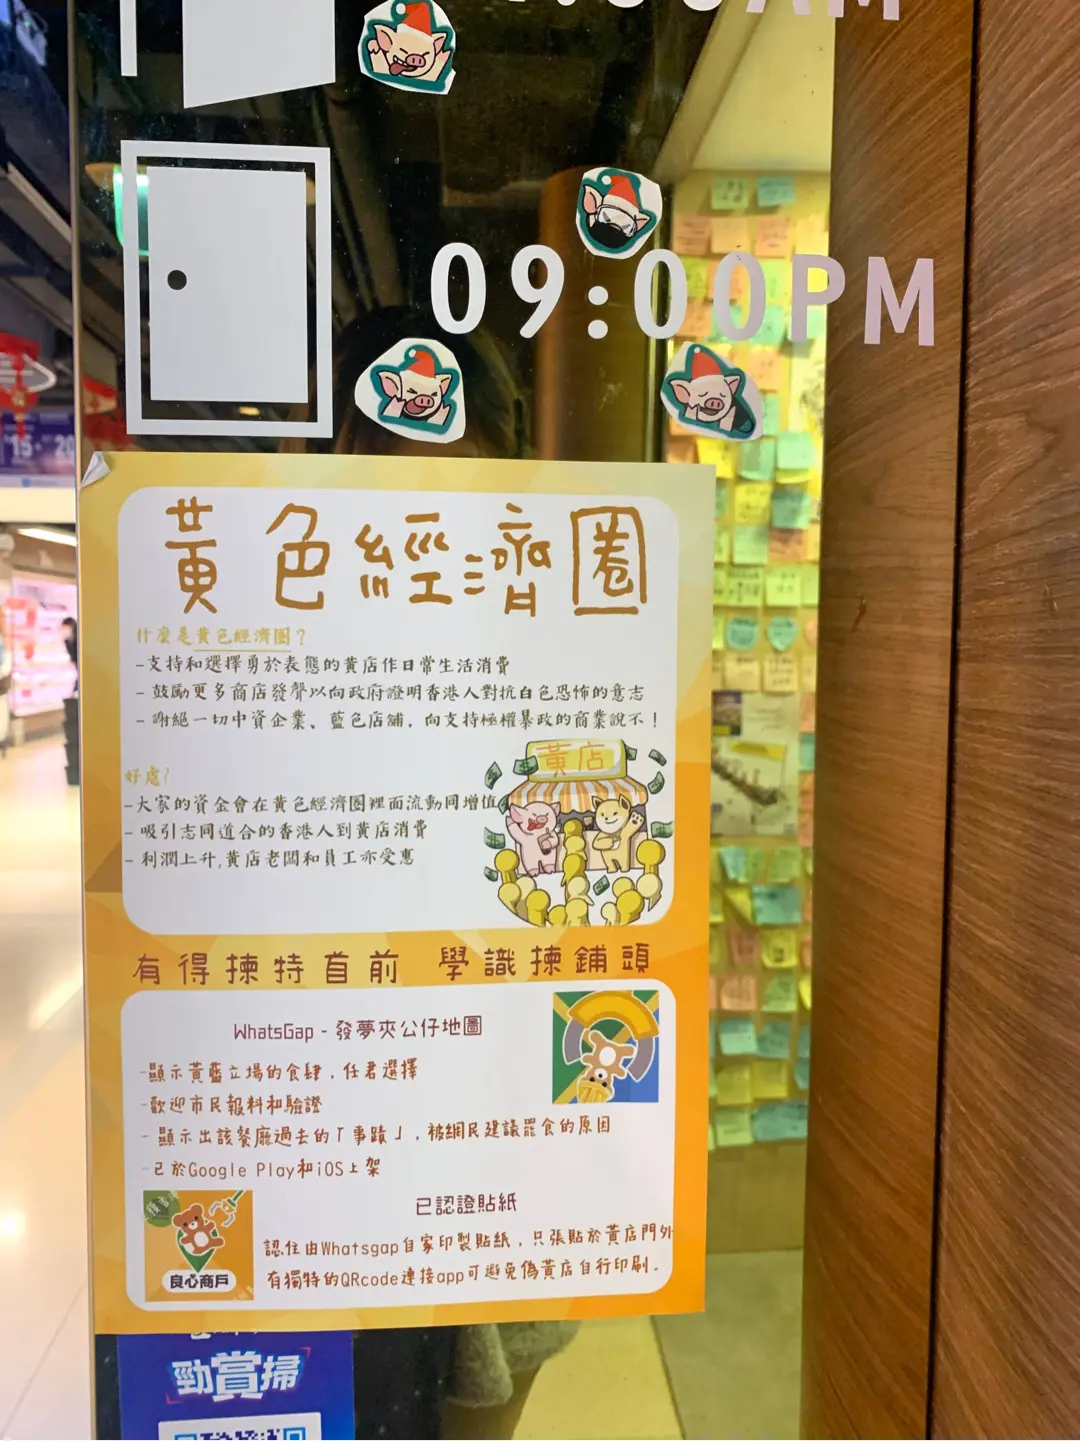 09:00PM
黃色經濟圈
什麼是黃色經濟圈?
-支持和選擇勇於表態的黃店作日常生活消費
- 鼓勵更多商店發聲以向政府證明香港人對抗白色恐怖的意志
- 謝絕一切中資企業、藍色店舖, 向支持極權暴政的商業說不!
好處?
-大家的資金會在黃色經濟圈裡面流動同增值
- 吸引志同道合的香港人到黃店消費
- 利潤上升,黃店老闆和員工亦受惠
黃店
有得揀特首前 學識揀鋪頭
WhatsGap - 發夢夾公仔地圖
-顯示黃藍立場的食肆,任君選擇
-歡迎市民報料和驗證
- 顯示出該餐廳過去的「事蹟」,被網民建議罷食的原因
-已於Google Play和iOS上架
已認證貼紙
認住由Whatsgap自家印製貼紙,只張貼於黃店門外
有獨特的QRcode連接app可避免偽黃店自行印刷.
良心商戶
勁賞掃